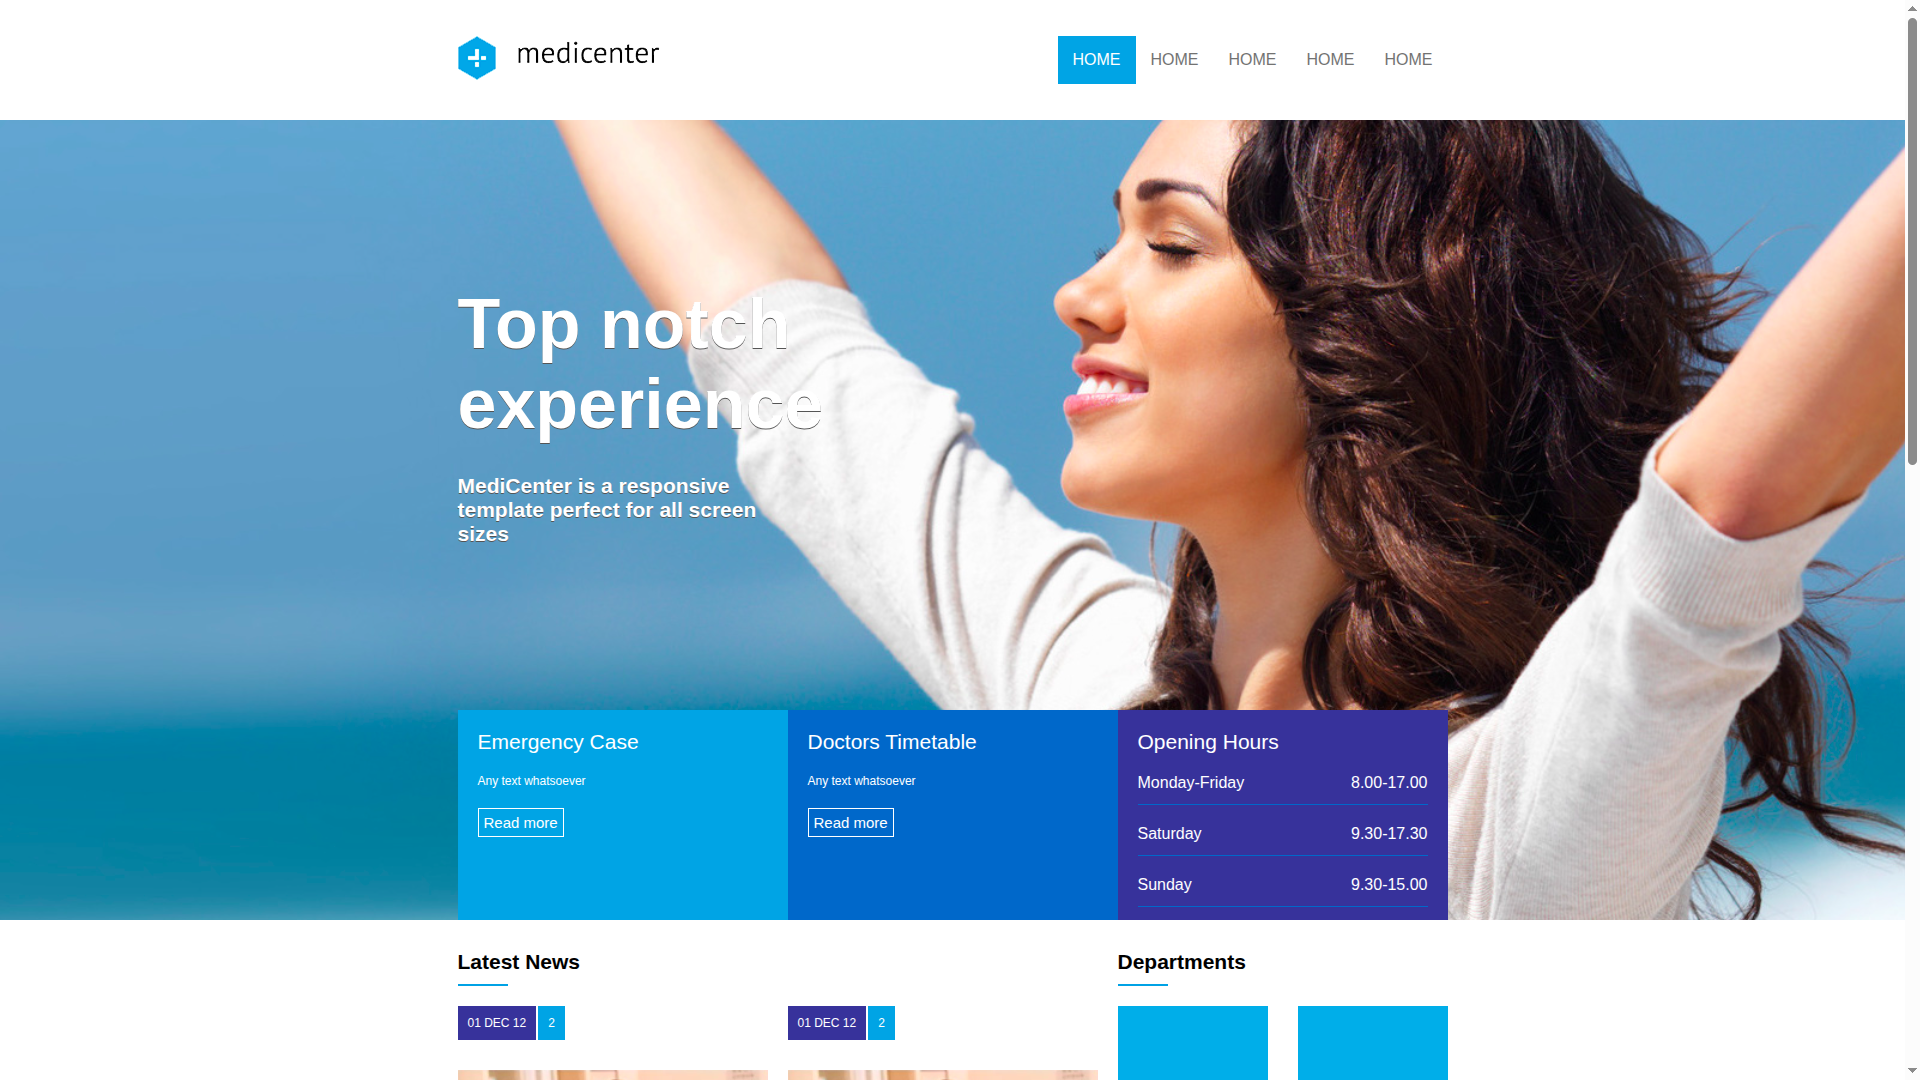 medicenter
HOME HOME HOME HOME HOME
Top notch
experience
MediCenter is a responsive
template perfect for all screen
sizes
Emergency Case
Any text whatsoever
Read more
Doctors Timetable
Any text whatsoever
Read more
Opening Hours
Monday-Friday 8.00-17.00
Saturday 9.30-17.30
Sunday 9.30-15.00
Latest News
01 DEC 12 2
01 DEC 12 2
Departments